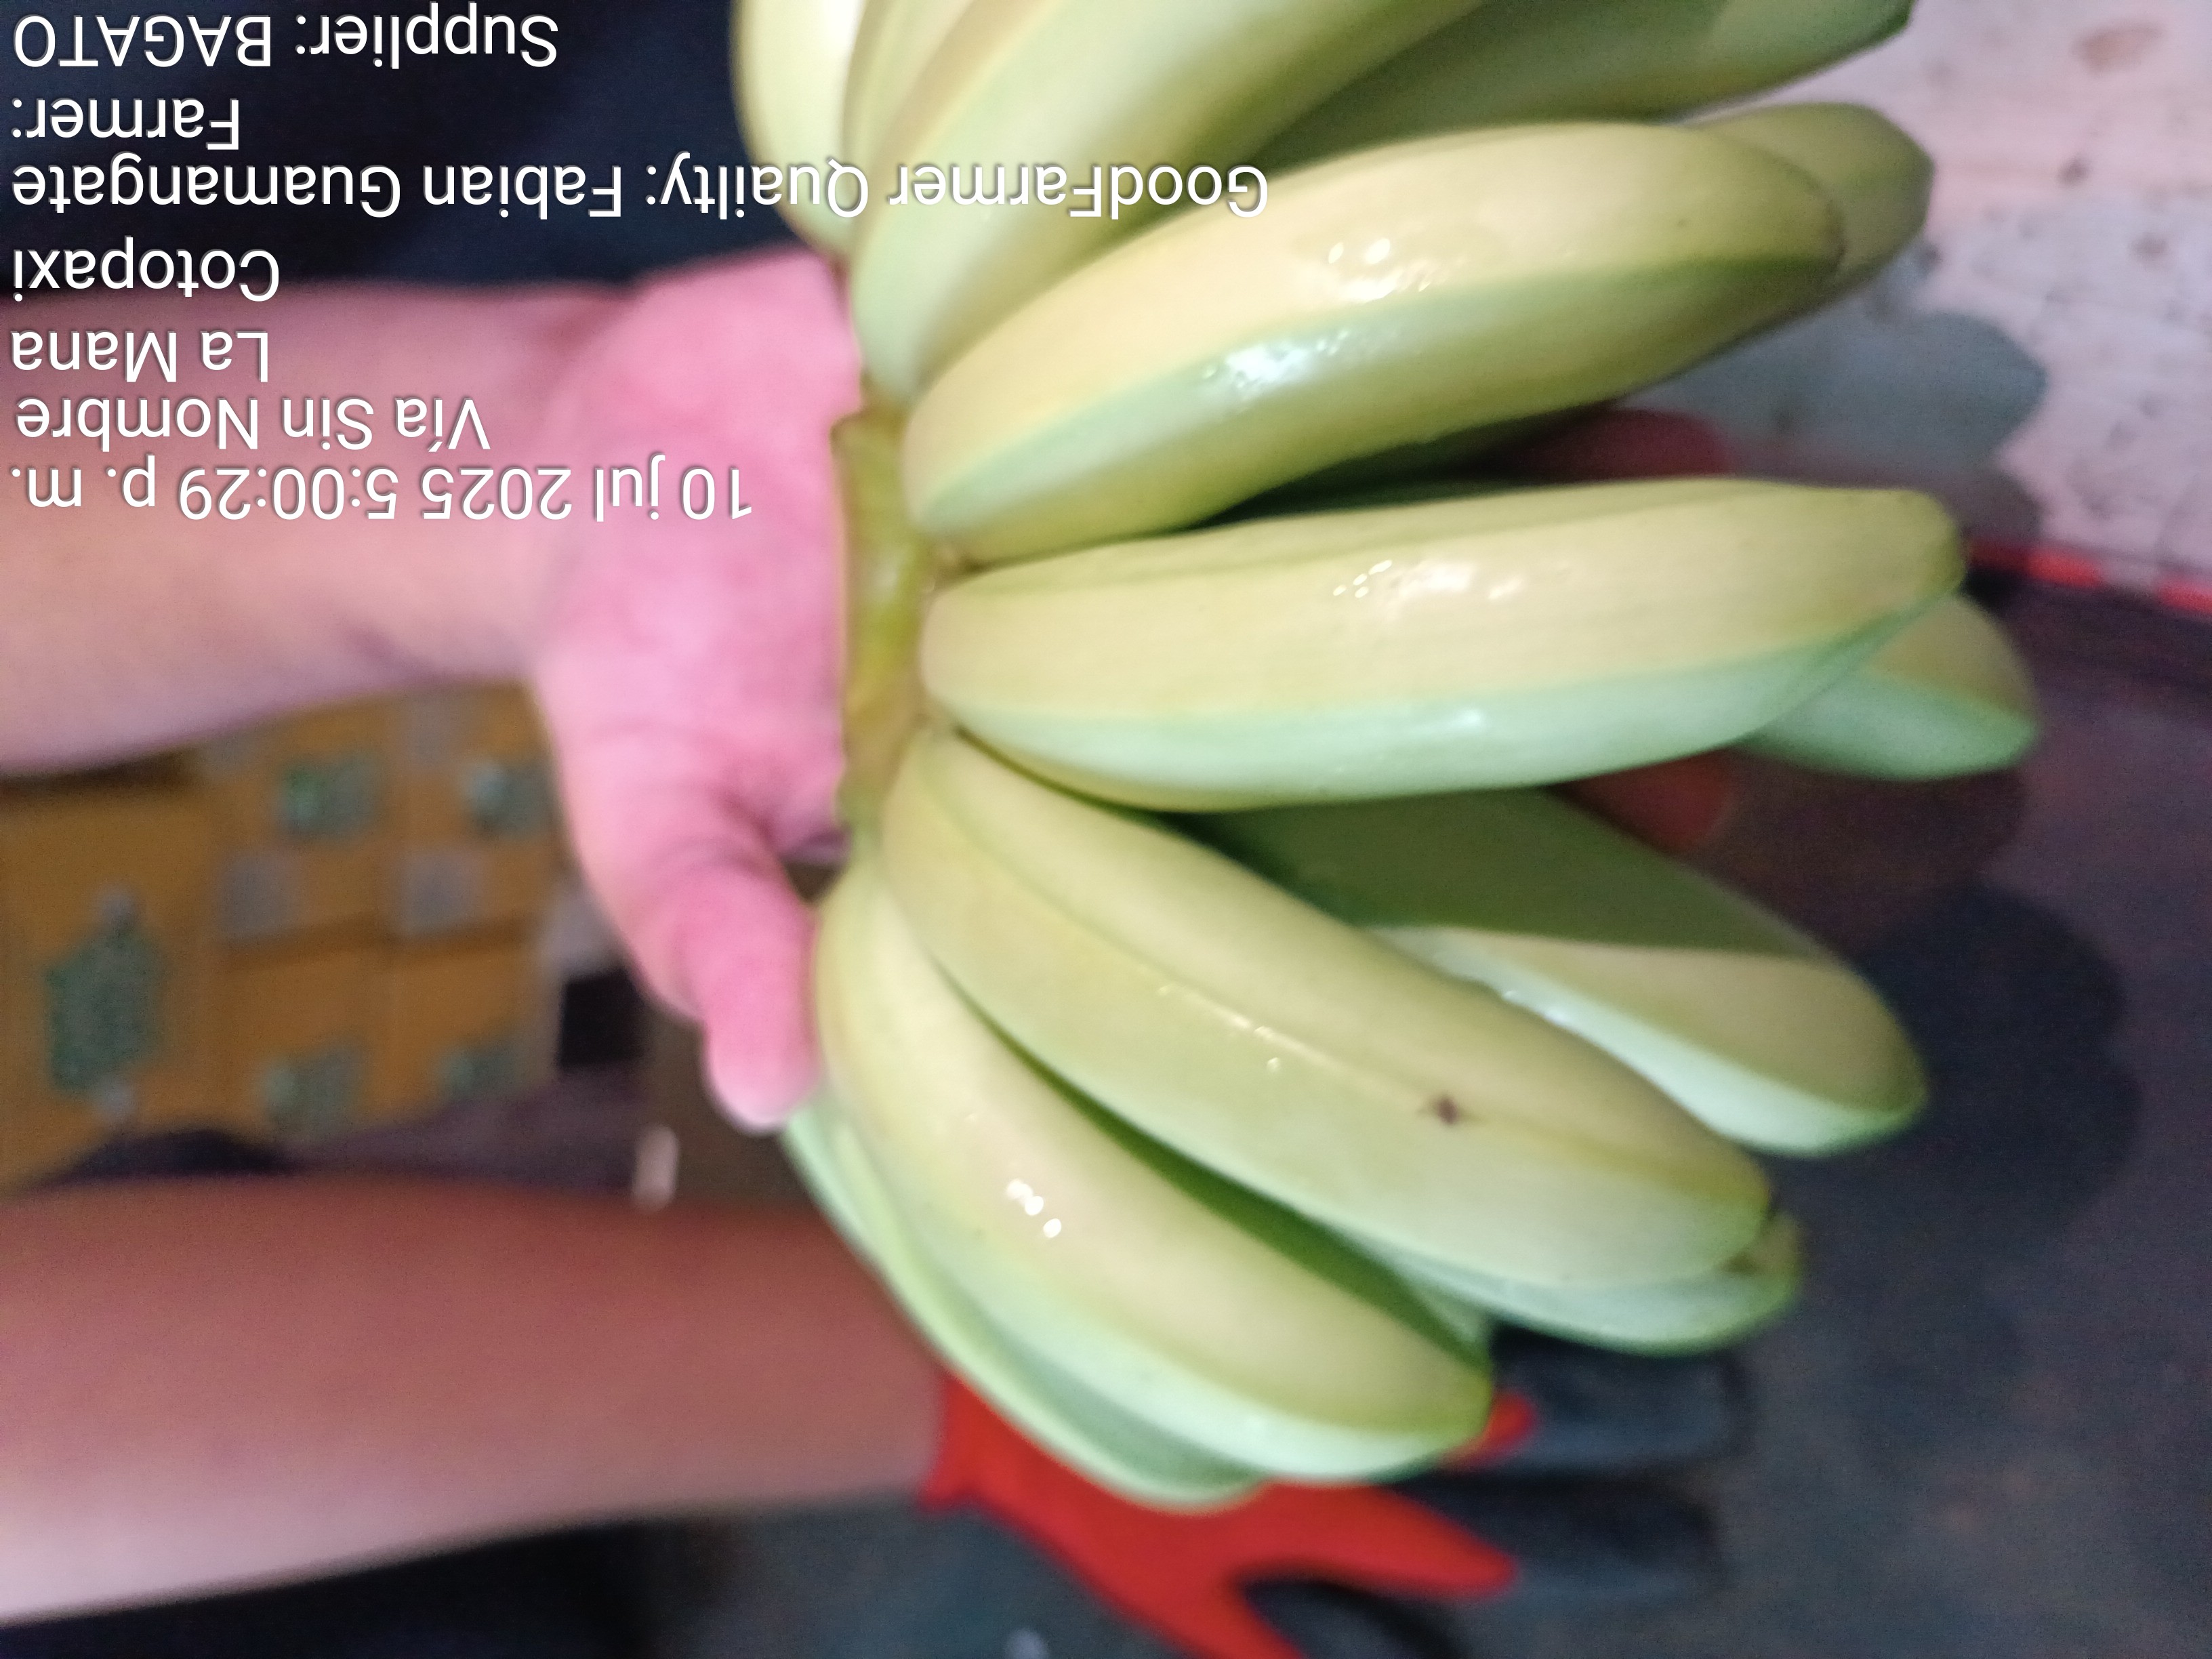 10 jul 2025 5:00:29 p. m.
Vía Sin Nombre
La Mana
Cotopaxi
GoodFarmer Quailty: Fabian Guamangate
Farmer:
Supplier: BAGATO